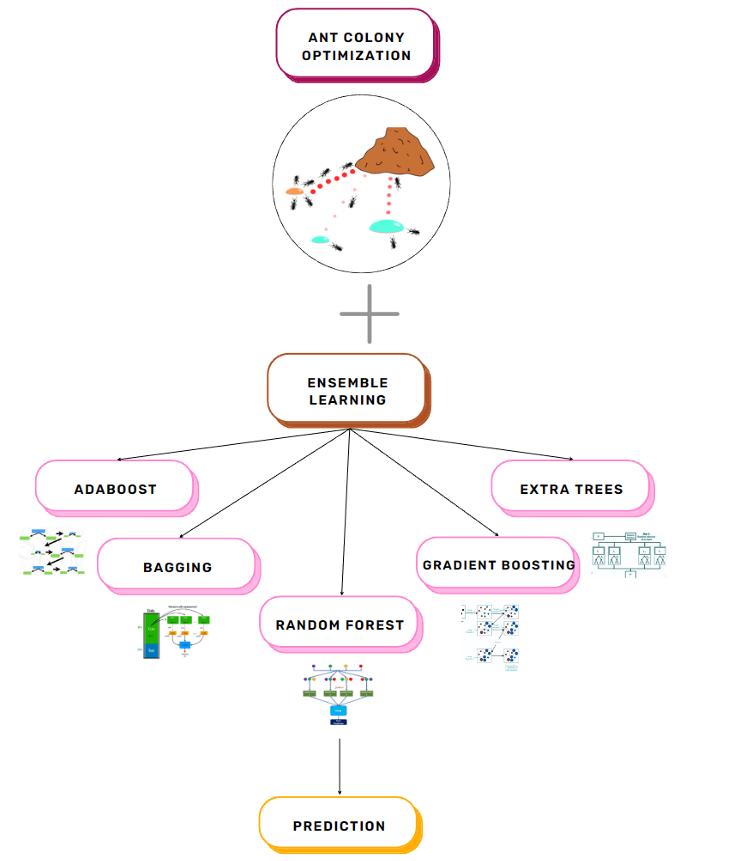 ANT COLONY
OPTIMIZATION
ENSEMBLE
LEARNING
ADABOOST
EXTRA TREES
BAGGING
GRADIENT BOOSTING
RANDOM FOREST
PREDICTION